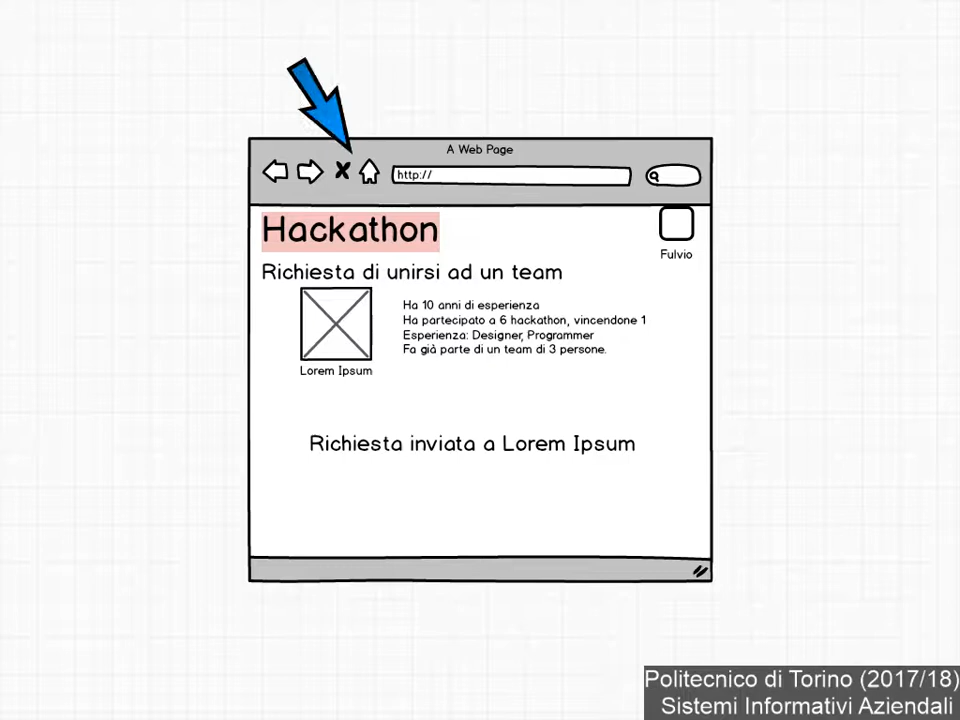 A Web Page
http://
Hackathon
Fulvio
Richiesta di unirsi ad un team
Ha 10 anni di esperienza
Ha partecipato a 6 hackathon, vincendone 1
Esperienza: Designer, Programmer
Fa già parte di un team di 3 persone.
Lorem Ipsum
Richiesta inviata a Lorem Ipsum
Politecnico di Torino (2017/18)
Sistemi Informativi Aziendali